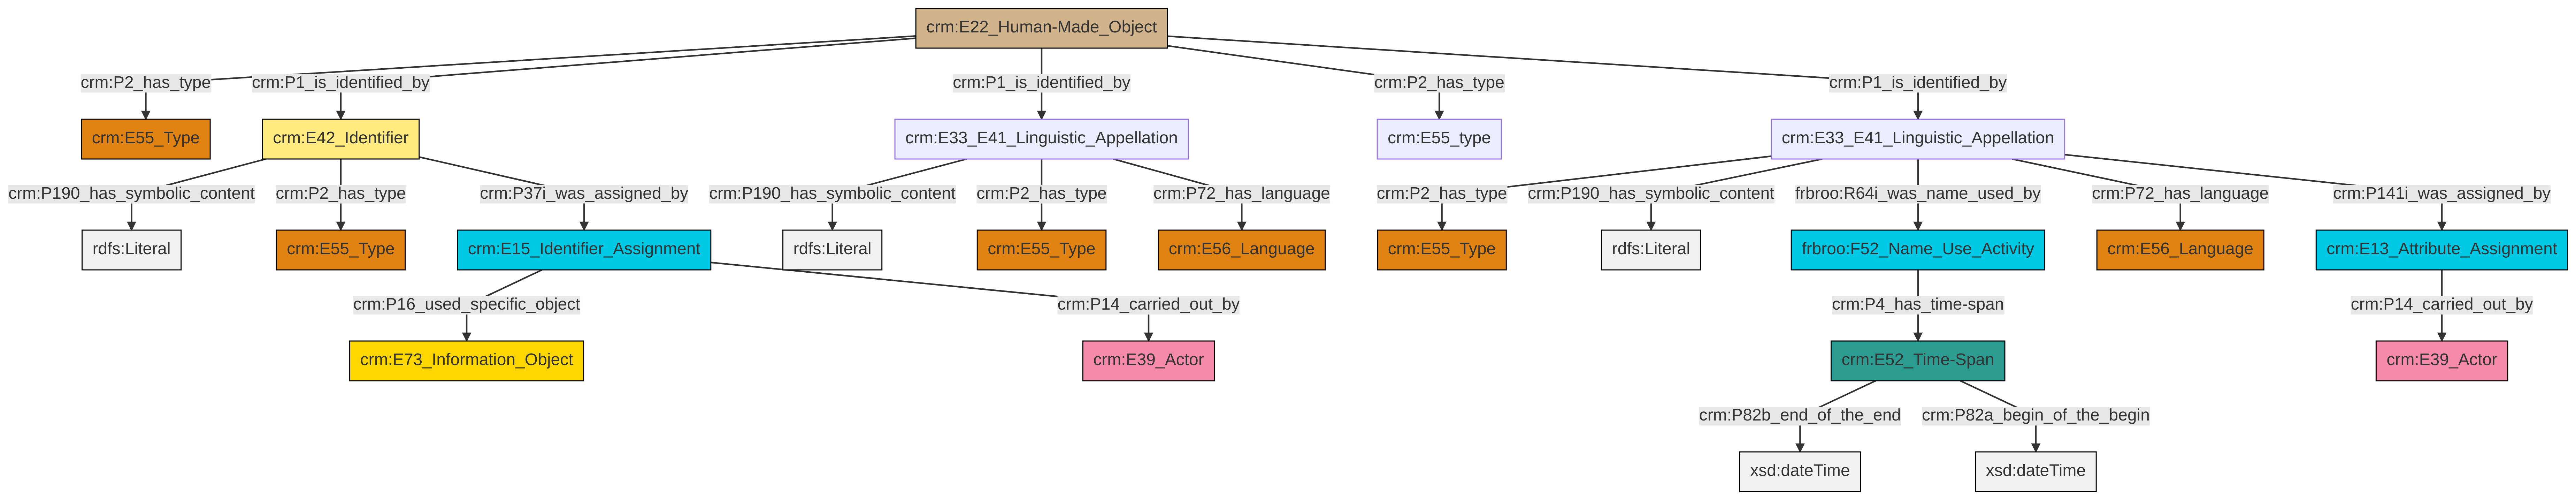 crm:E22_Human-Made_Object
crm:P2_has_type
crm:P1_is_identified_by
crm:P1_is_identified_by
crm:P2_has_type
crm:P1_is_identified_by
crm:E55_Type
crm:E42_Identifier
crm:E33_E41_Linguistic_Appellation
crm:E55_type
crm:E33_E41_Linguistic_Appellation
crm:P190_has_symbolic_content
crm:P2_has_type
crm:P37i_was_assigned_by
crm:P190_has_symbolic_content
crm:P2_has_type
crm:P72_has_language
crm:P2_has_type
crm:P190_has_symbolic_content
frbroo:R64i_was_name_used_by
crm:P72_has_language
crm:P141i_was_assigned_by
rdfs:Literal
crm:E55_Type
crm:E15_Identifier_Assignment
rdfs:Literal
crm:E55_Type
crm:E56_Language
crm:E55_Type
rdfs:Literal
frbroo:F52_Name_Use_Activity
crm:E56_Language
crm:E13_Attribute_Assignment
crm:P16_used_specific_object
crm:P14_carried_out_by
crm:P4_has_time-span
crm:P14_carried_out_by
crm:E73_Information_Object
crm:E39_Actor
crm:E52_Time-Span
crm:E39_Actor
crm:P82b_end_of_the_end
crm:P82a_begin_of_the_begin
xsd:dateTime
xsd:dateTime